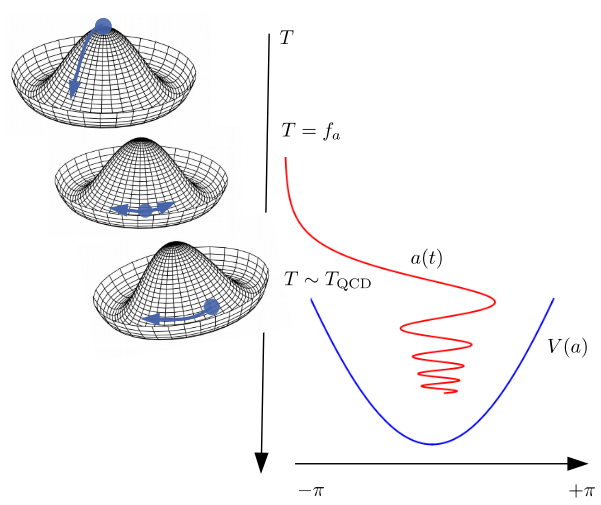 T
T = f_a
a(t)
T ∼ T_QCD
V(a)
−π
+π